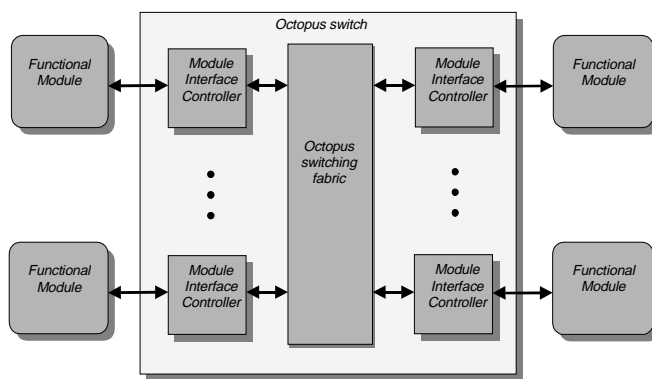 Octopus switch
Functional
Module
Module
Interface
Controller
Octopus
switching
fabric
Module
Interface
Controller
Functional
Module
Functional
Module
Module
Interface
Controller
Module
Interface
Controller
Functional
Module